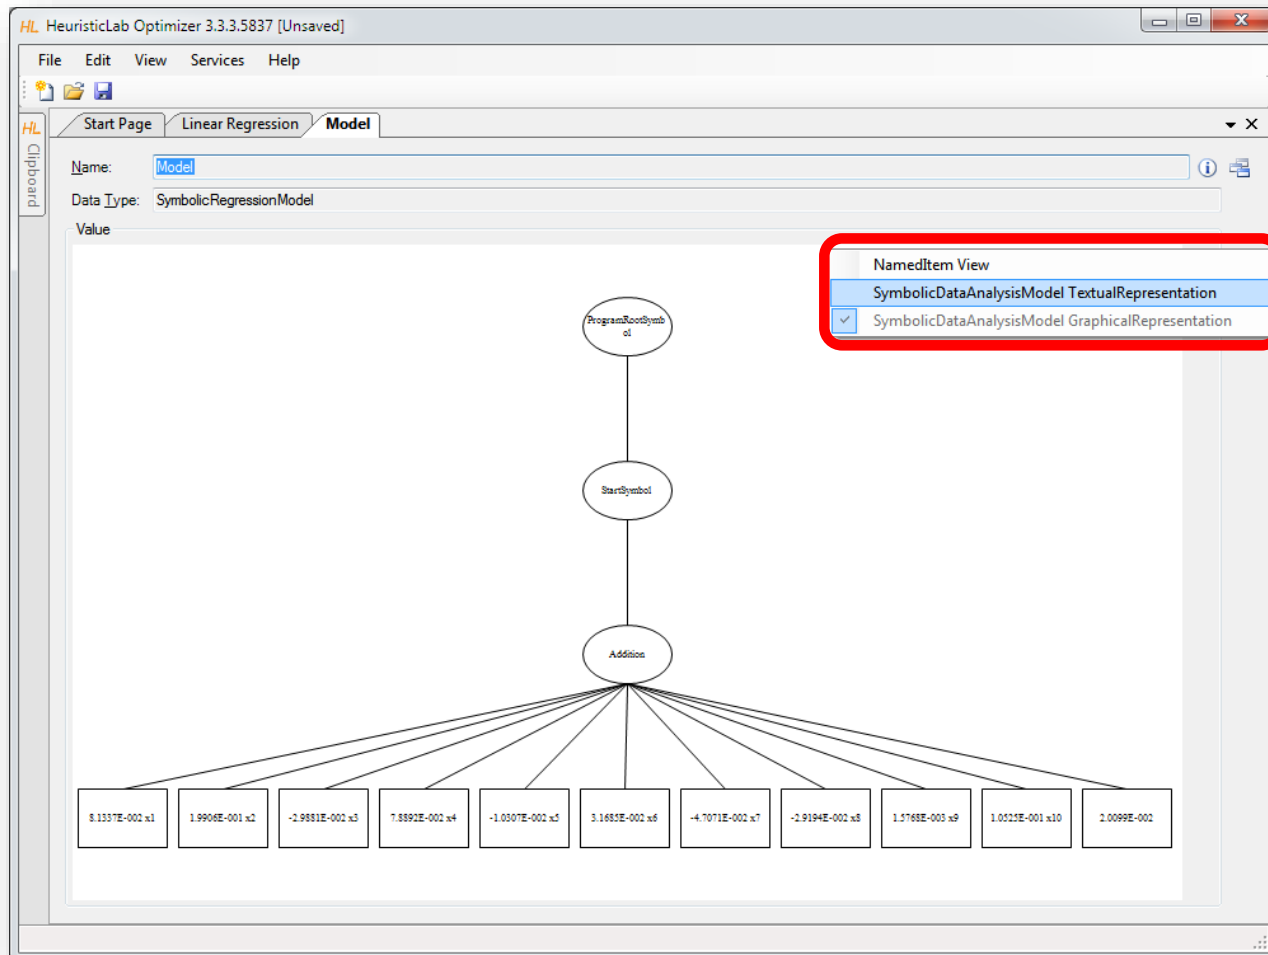 HL HeuristicLab Optimizer 3.3.3.5837 [Unsaved]
File Edit View Services Help
HL Clipboard
Start Page Linear Regression Model
Name: Model
Data Type: SymbolicRegressionModel
Value
NamedItem View
SymbolicDataAnalysisModel TextualRepresentation
SymbolicDataAnalysisModel GraphicalRepresentation
ProgramRootSymb
ol
StartSymbol
Addition
8.1337E-002 x1 1.9906E-001 x2 -2.9881E-002 x3 7.8892E-002 x4 -1.0307E-002 x5 3.1685E-002 x6 -4.7071E-002 x7 -2.9194E-002 x8 1.5768E-003 x9 1.0525E-001 x10 2.0099E-002